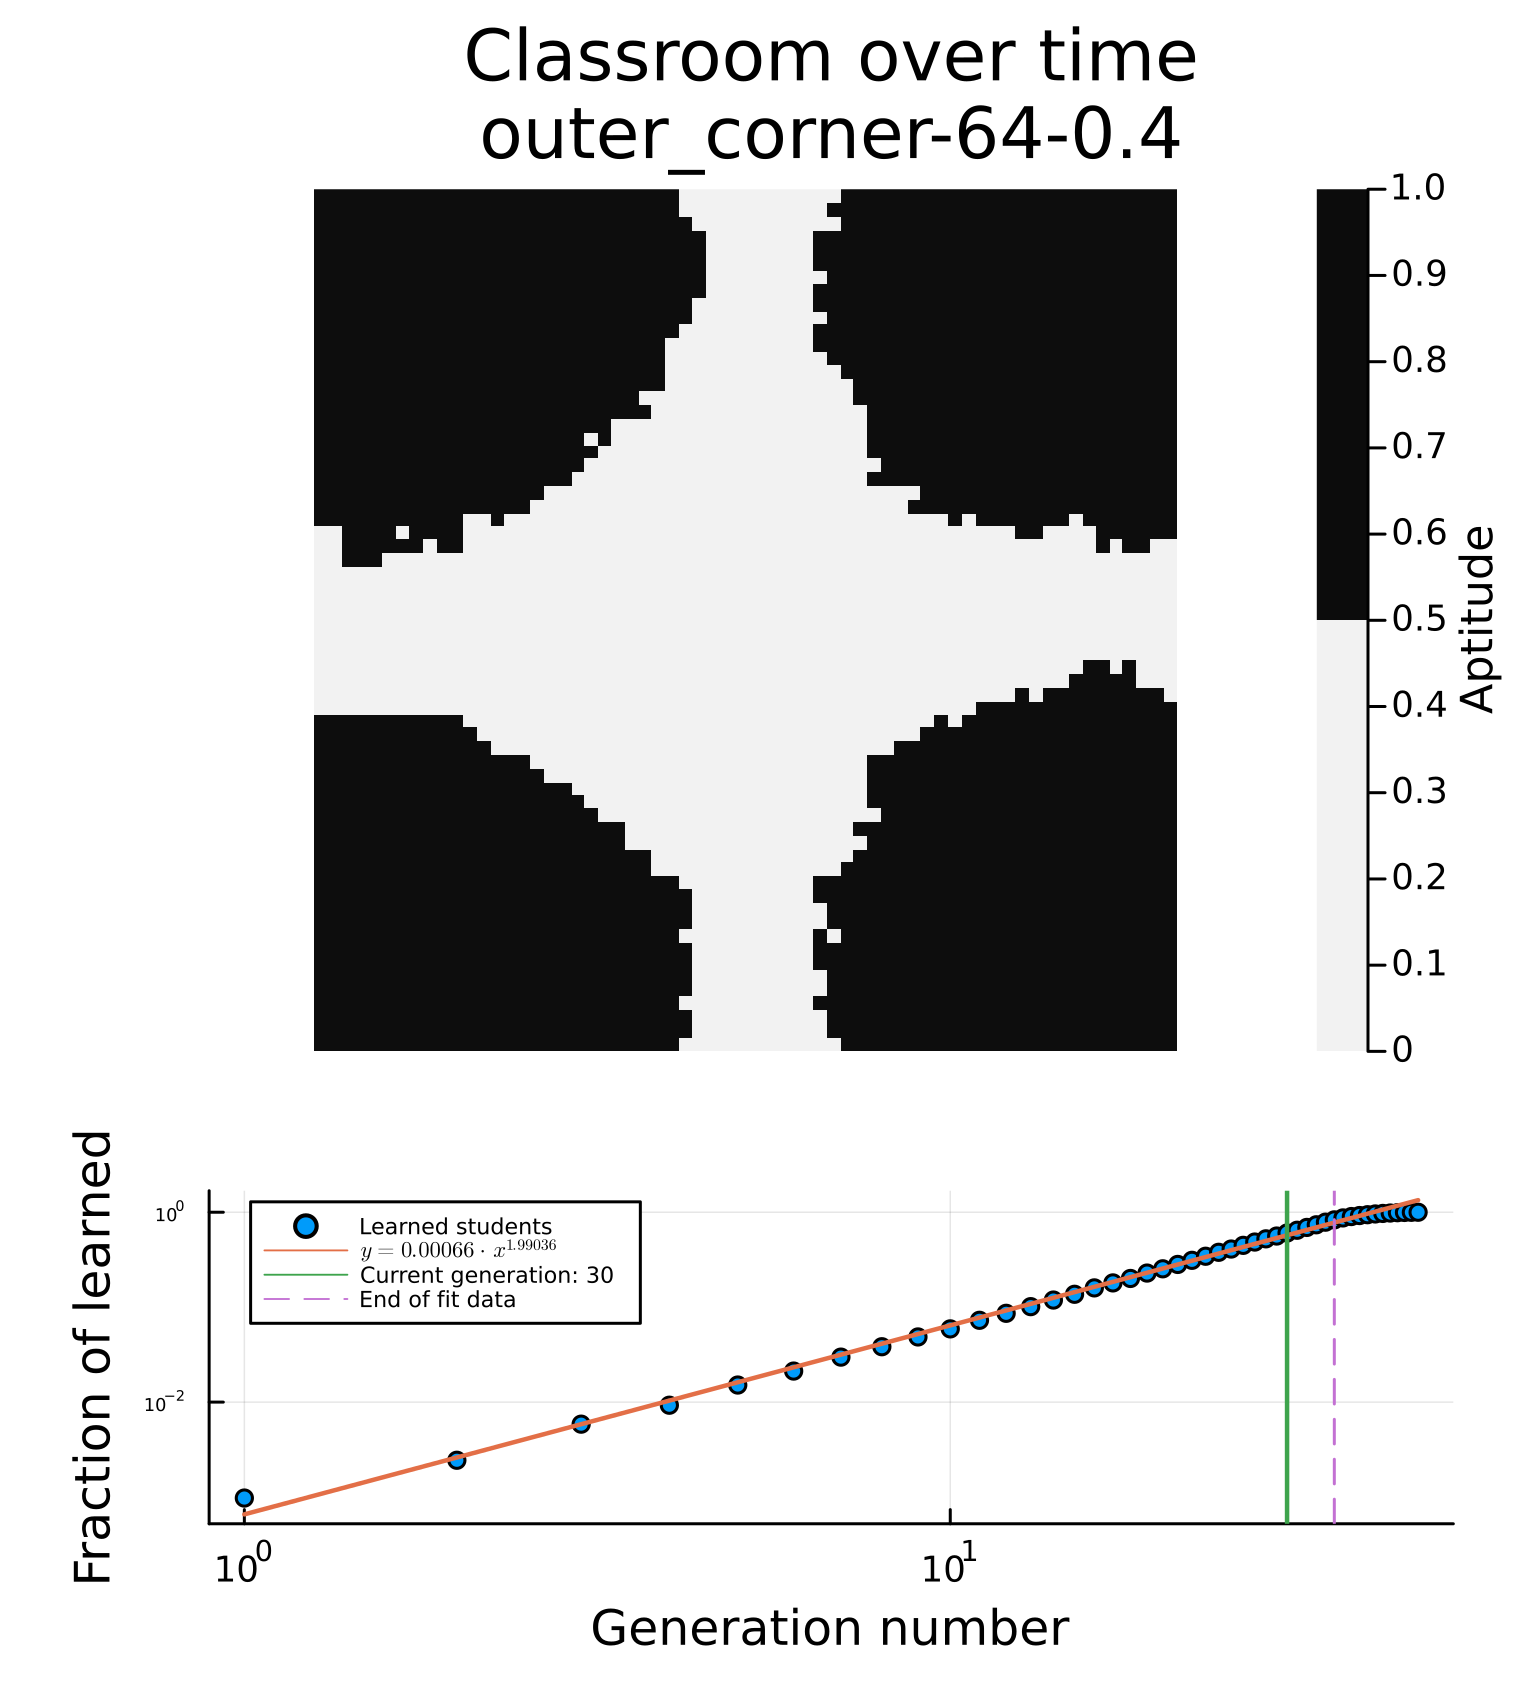 Classroom over time
outer_corner-64-0.4
1.0
0.9
0.8
0.7
0.6
0.5
0.4
0.3
0.2
0.1
0
Aptitude
Fraction of learned
10⁰
10⁻²
Learned students
y = 0.00066 · x^1.99036
Current generation: 30
End of fit data
10⁰
10¹
Generation number